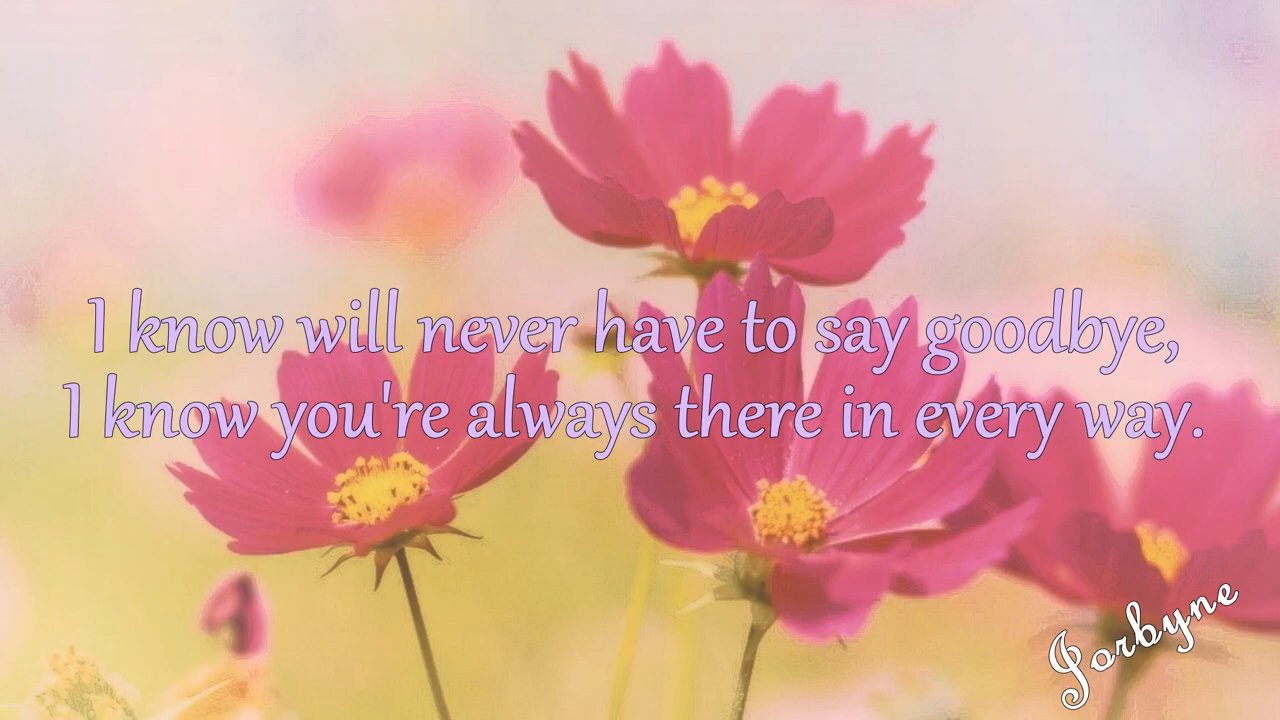 I know will never have to say goodbye,
I know you're always there in every way.
Jorbyne